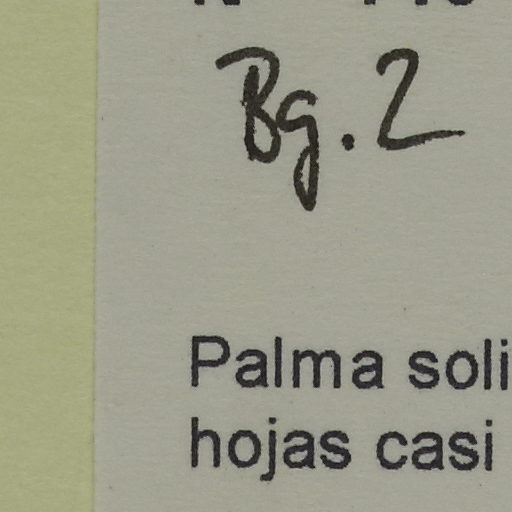 Bg. 2
Palma soli
hojas casi